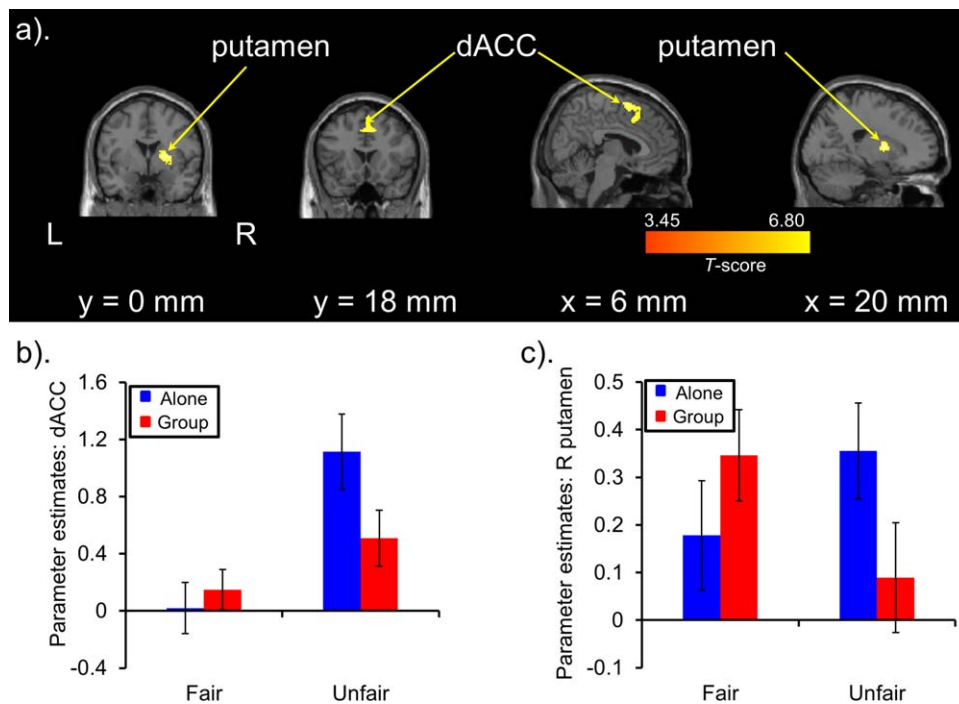 a).
putamen
dACC
putamen
L
R
3.45
6.80
T-score
y = 0 mm
y = 18 mm
x = 6 mm
x = 20 mm
b).
Parameter estimates: dACC
1.6
1.2
0.8
0.4
0
-0.4
Alone
Group
Fair
Unfair
c).
Parameter estimates: R putamen
0.5
0.4
0.3
0.2
0.1
0
-0.1
Alone
Group
Fair
Unfair